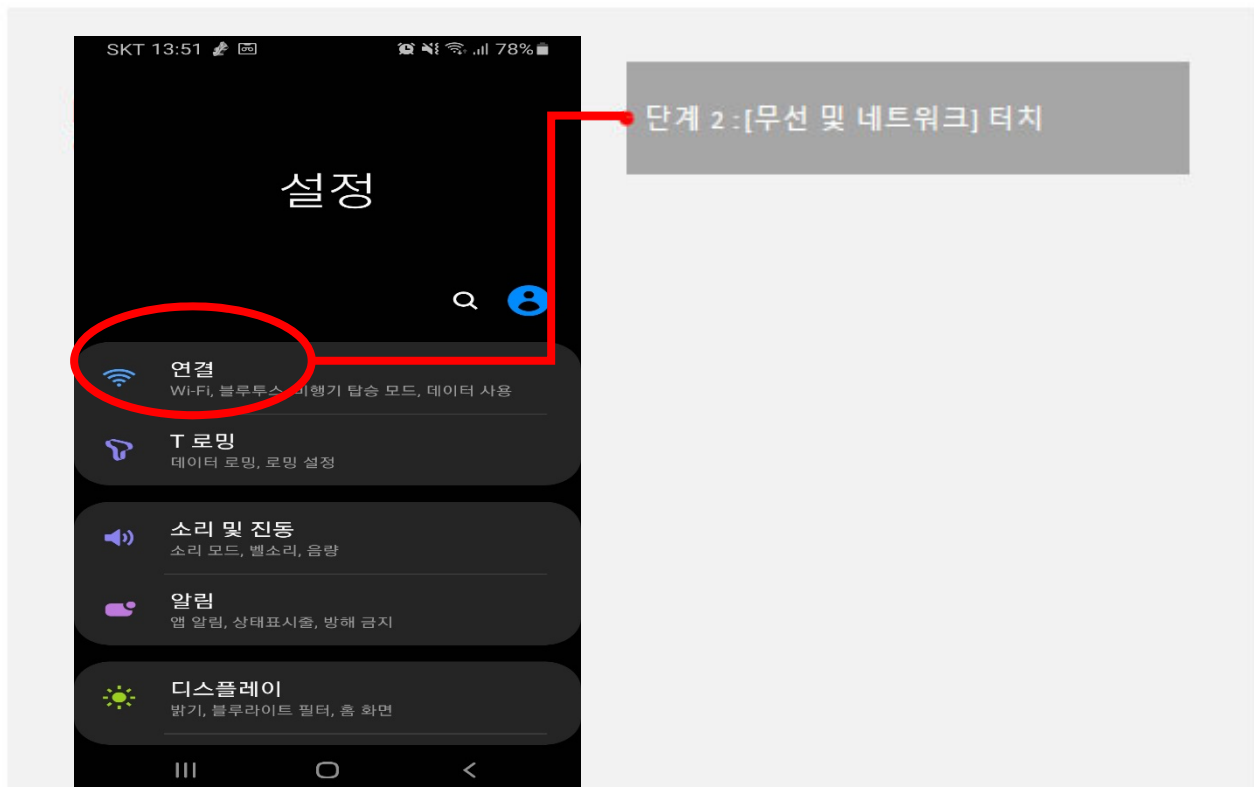 SKT 13:51 78%
단계 2 :[무선 및 네트워크] 터치
설정
연결
Wi-Fi, 블루투스, 비행기 탑승 모드, 데이터 사용
T 로밍
데이터 로밍, 로밍 설정
소리 및 진동
소리 모드, 벨소리, 음량
알림
앱 알림, 상태표시줄, 방해 금지
디스플레이
밝기, 블루라이트 필터, 홈 화면